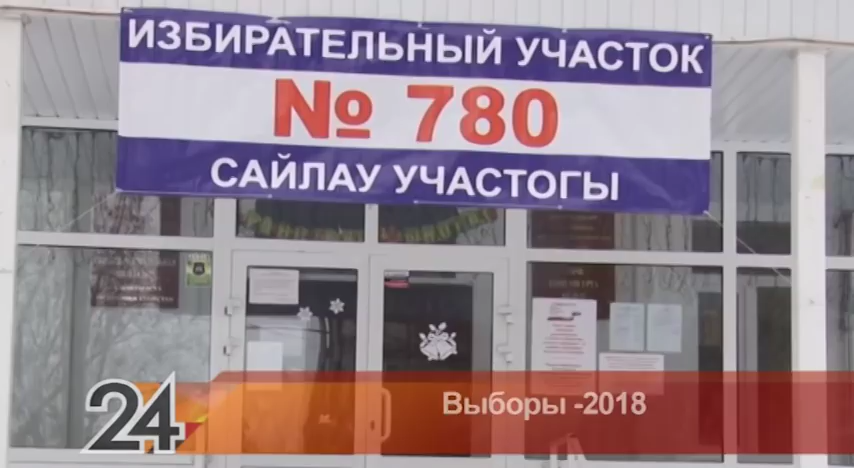 ИЗБИРАТЕЛЬНЫЙ УЧАСТОК
№ 780
САЙЛАУ УЧАСТОГЫ
24
Выборы -2018